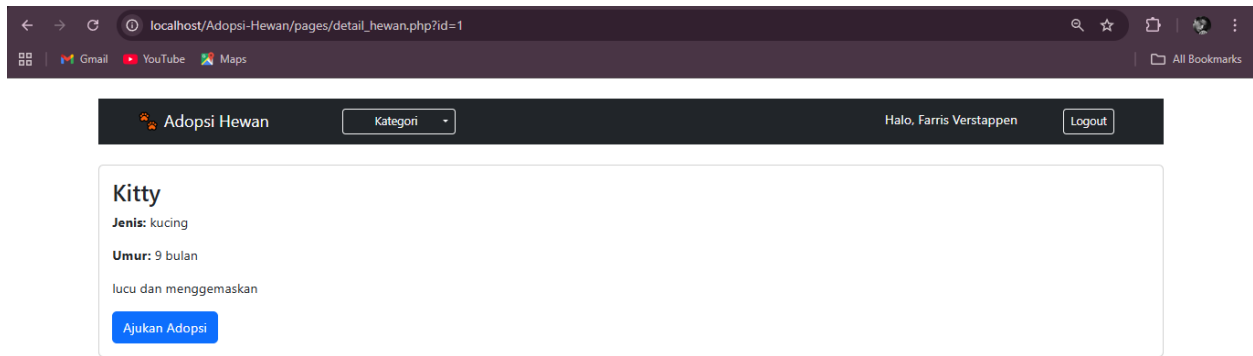 localhost/Adopsi-Hewan/pages/detail_hewan.php?id=1
Gmail YouTube Maps All Bookmarks
Adopsi Hewan Kategori Halo, Farris Verstappen Logout
Kitty
Jenis: kucing
Umur: 9 bulan
lucu dan menggemaskan
Ajukan Adopsi